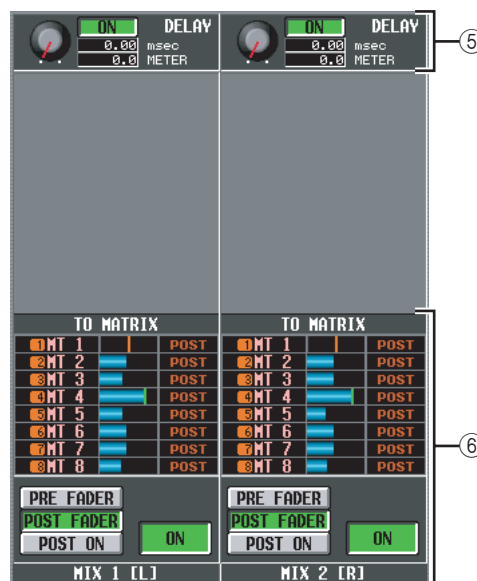 ON DELAY ON DELAY
0.00 msec 0.00 msec
0.0 METER 0.0 METER
5
TO MATRIX TO MATRIX
1 MT 1 POST 1 MT 1 POST
2 MT 2 POST 2 MT 2 POST
3 MT 3 POST 3 MT 3 POST
4 MT 4 POST 4 MT 4 POST
5 MT 5 POST 5 MT 5 POST
6 MT 6 POST 6 MT 6 POST
7 MT 7 POST 7 MT 7 POST
8 MT 8 POST 8 MT 8 POST
6
PRE FADER PRE FADER
POST FADER POST FADER
POST ON ON POST ON ON
MIX 1 [L] MIX 2 [R]